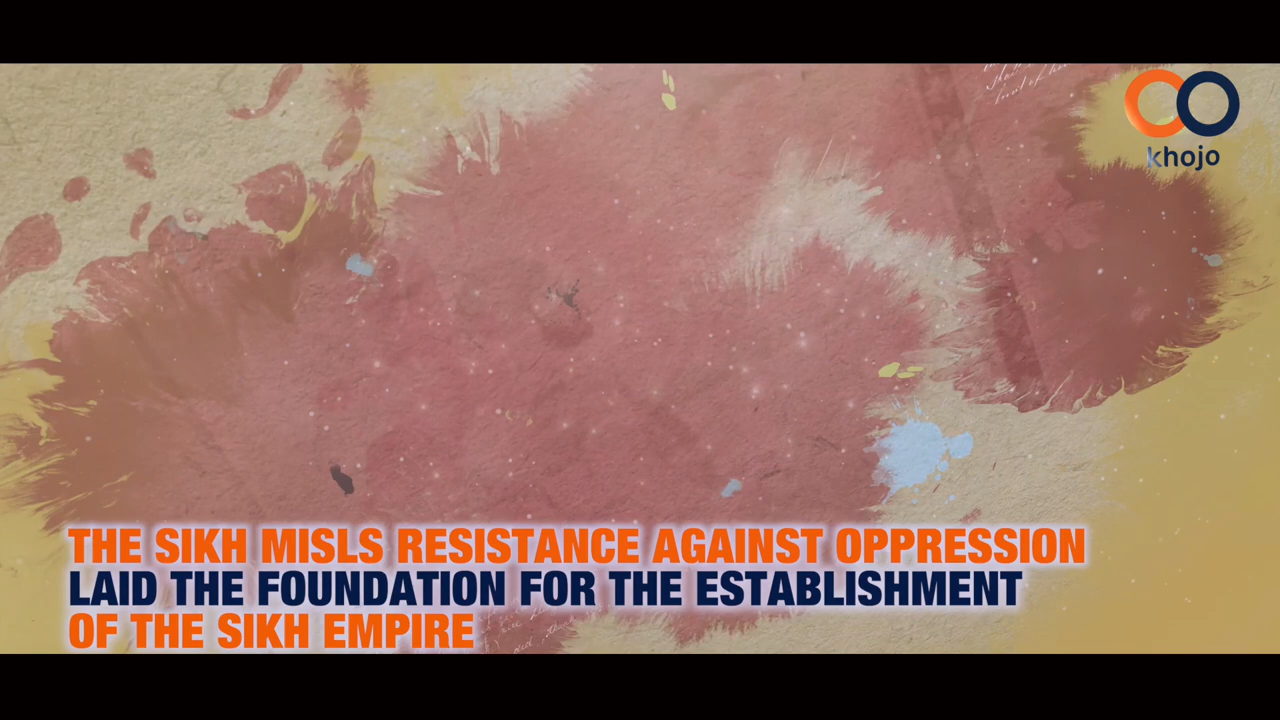 khojo
THE SIKH MISLS RESISTANCE AGAINST OPPRESSION
LAID THE FOUNDATION FOR THE ESTABLISHMENT
OF THE SIKH EMPIRE